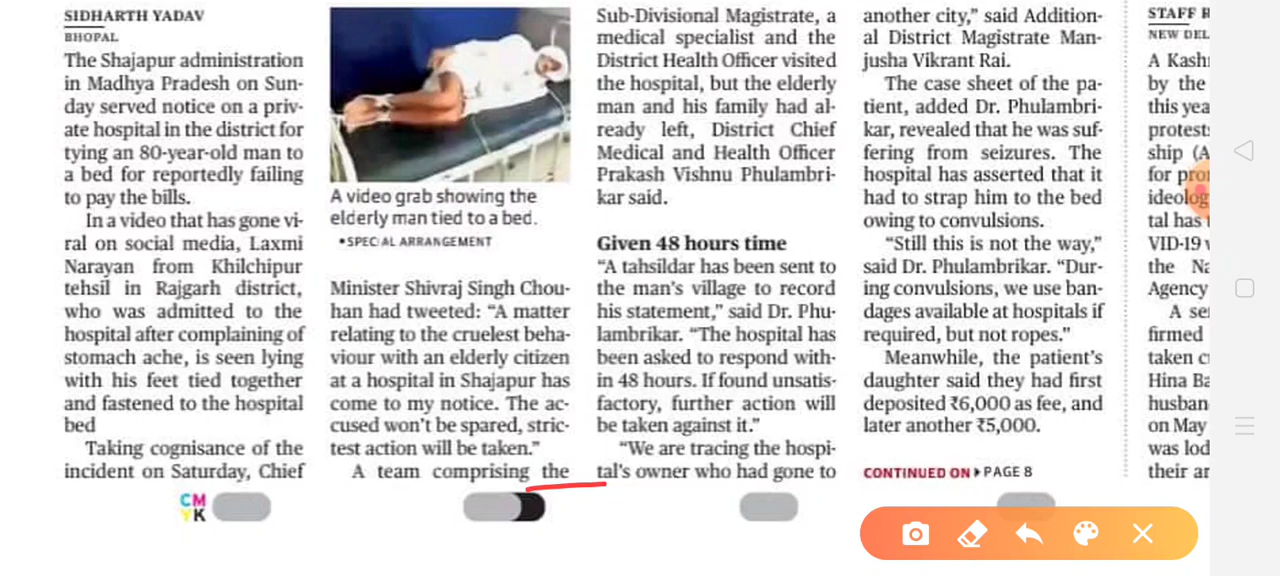 SIDHARTH YADAV
BHOPAL
The Shajapur administration
in Madhya Pradesh on Sun-
day served notice on a priv-
ate hospital in the district for
tying an 80-year-old man to
a bed for reportedly failing
to pay the bills.
In a video that has gone vi-
ral on social media, Laxmi
Narayan from Khilchipur
tehsil in Rajgarh district,
who was admitted to the
hospital after complaining of
stomach ache, is seen lying
with his feet tied together
and fastened to the hospital
bed
Taking cognisance of the
incident on Saturday, Chief
A video grab showing the
elderly man tied to a bed.
•SPECIAL ARRANGEMENT
Minister Shivraj Singh Chou-
han had tweeted: “A matter
relating to the cruelest beha-
viour with an elderly citizen
at a hospital in Shajapur has
come to my notice. The ac-
cused won’t be spared, stric-
test action will be taken.”
A team comprising the
Sub-Divisional Magistrate, a
medical specialist and the
District Health Officer visited
the hospital, but the elderly
man and his family had al-
ready left, District Chief
Medical and Health Officer
Prakash Vishnu Phulambri-
kar said.
Given 48 hours time
“A tahsildar has been sent to
the man’s village to record
his statement,” said Dr. Phu-
lambrikar. “The hospital has
been asked to respond with-
in 48 hours. If found unsatis-
factory, further action will
be taken against it.”
“We are tracing the hospi-
tal’s owner who had gone to
another city,” said Addition-
al District Magistrate Man-
jusha Vikrant Rai.
The case sheet of the pa-
tient, added Dr. Phulambri-
kar, revealed that he was suf-
fering from seizures. The
hospital has asserted that it
had to strap him to the bed
owing to convulsions.
“Still this is not the way,”
said Dr. Phulambrikar. “Dur-
ing convulsions, we use ban-
dages available at hospitals if
required, but not ropes.”
Meanwhile, the patient’s
daughter said they had first
deposited ₹6,000 as fee, and
later another ₹5,000.
CONTINUED ON PAGE 8
STAFF
NEW DEL
A Kash
by the
this yea
protest
ship (A
for
ideolog
tal has
VID-19
the Na
Agency
A se
firmed
taken
Hina Ba
husban
on May
was lod
their ar
CM
YK